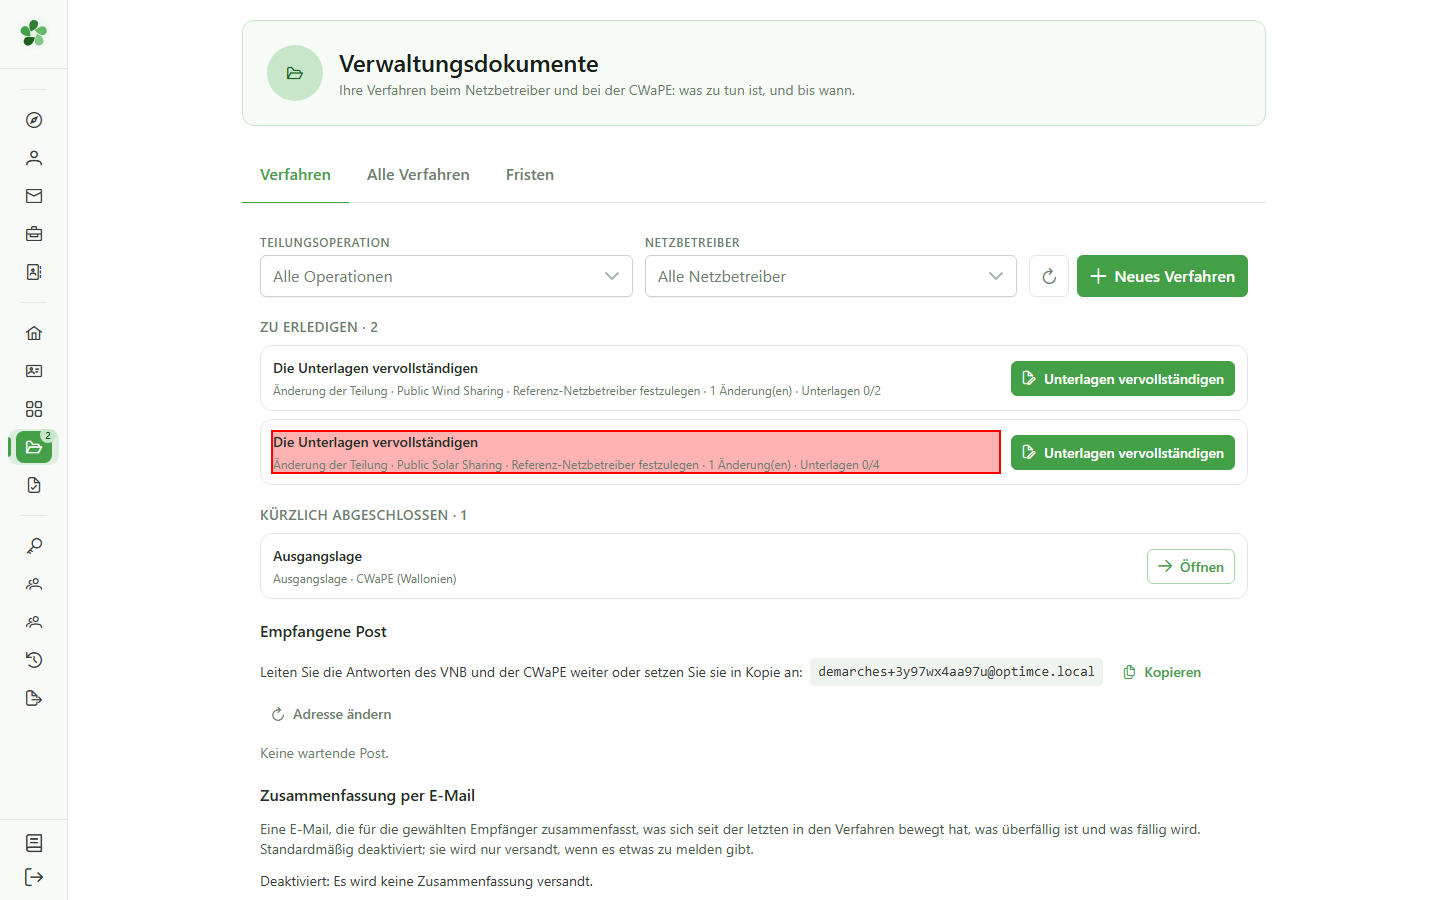 Verwaltungsdokumente
Ihre Verfahren beim Netzbetreiber und bei der CWaPE: was zu tun ist, und bis wann.
Verfahren
Alle Verfahren
Fristen
TEILUNGSOPERATION
NETZBETREIBER
Alle Operationen
Alle Netzbetreiber
Neues Verfahren
ZU ERLEDIGEN · 2
Die Unterlagen vervollständigen
Änderung der Teilung · Public Wind Sharing · Referenz-Netzbetreiber festzulegen · 1 Änderung(en) · Unterlagen 0/2
Unterlagen vervollständigen
Die Unterlagen vervollständigen
Änderung der Teilung · Public Solar Sharing · Referenz-Netzbetreiber festzulegen · 1 Änderung(en) · Unterlagen 0/4
Unterlagen vervollständigen
2
KÜRZLICH ABGESCHLOSSEN · 1
Ausgangslage
Ausgangslage · CWaPE (Wallonien)
Öffnen
Empfangene Post
Leiten Sie die Antworten des VNB und der CWaPE weiter oder setzen Sie sie in Kopie an: demarches+3y97wx4aa97u@optimce.local
Kopieren
Adresse ändern
Keine wartende Post.
Zusammenfassung per E-Mail
Eine E-Mail, die für die gewählten Empfänger zusammenfasst, was sich seit der letzten in den Verfahren bewegt hat, was überfällig ist und was fällig wird.
Standardmäßig deaktiviert; sie wird nur versandt, wenn es etwas zu melden gibt.
Deaktiviert: Es wird keine Zusammenfassung versandt.